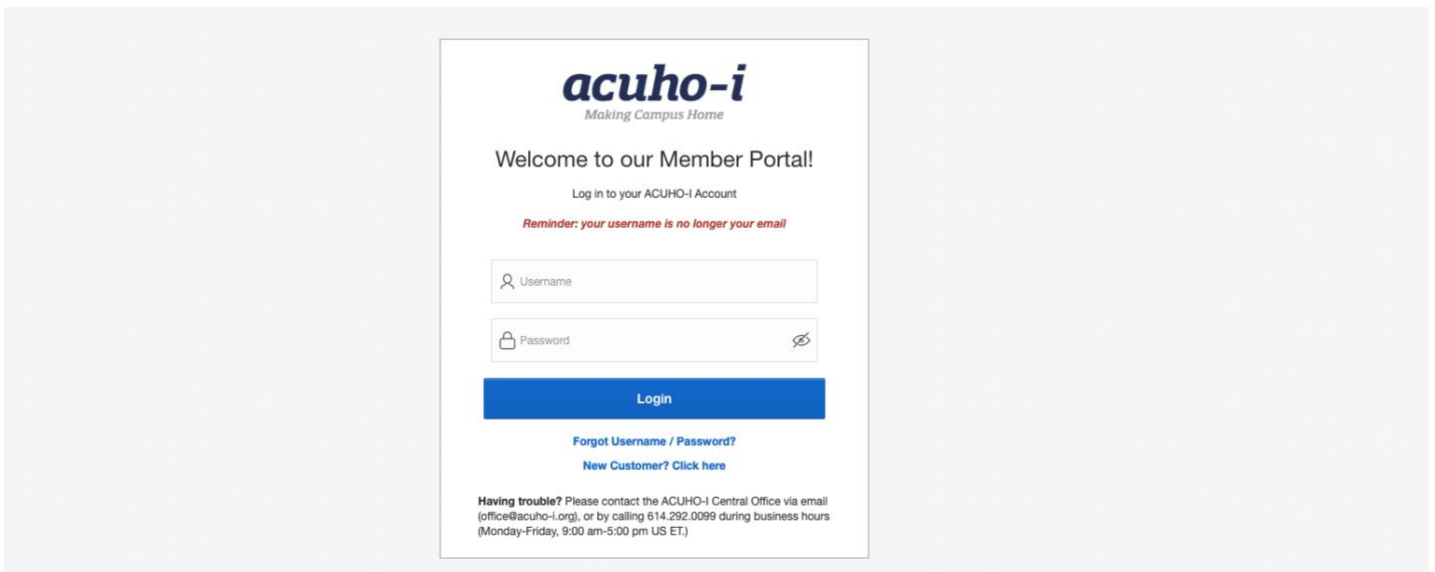 acuho-i
Making Campus Home
Welcome to our Member Portal!
Log in to your ACUHO-I Account
Reminder: your username is no longer your email
Username
Password
Login
Forgot Username / Password?
New Customer? Click here
Having trouble? Please contact the ACUHO-I Central Office via email
(office@acuho-i.org), or by calling 614.292.0099 during business hours
(Monday-Friday, 9:00 am-5:00 pm US ET.)